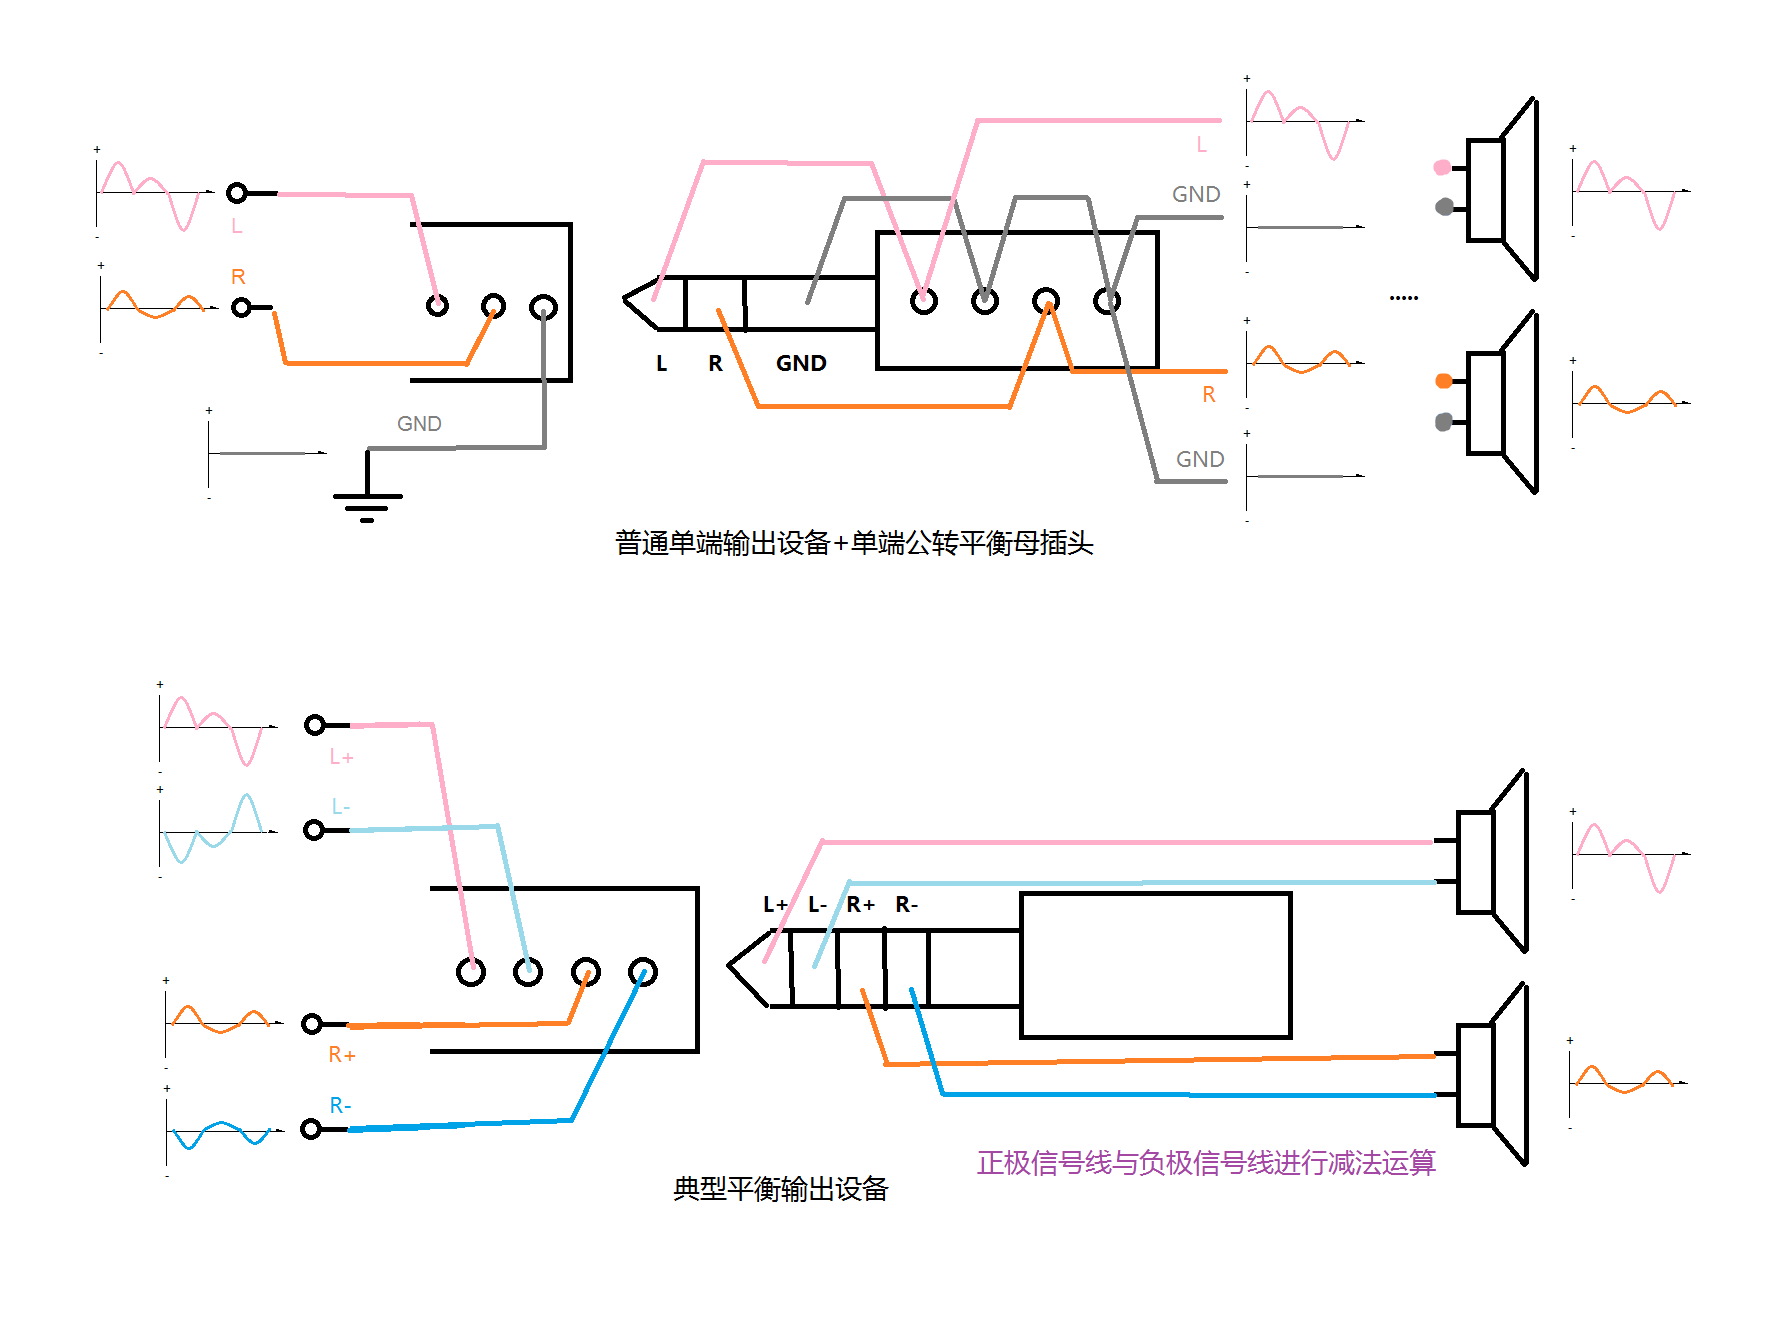 +
L
-
+
R
-
+
GND
-
L R GND
+
L
-
+
GND
-
+
R
-
+
GND
-
.....
+
-
+
-
普通单端输出设备+单端公转平衡母插头
+
L+
-
+
L-
-
+
R+
-
+
R-
-
L+ L- R+ R-
+
-
+
-
正极信号线与负极信号线进行减法运算
典型平衡输出设备